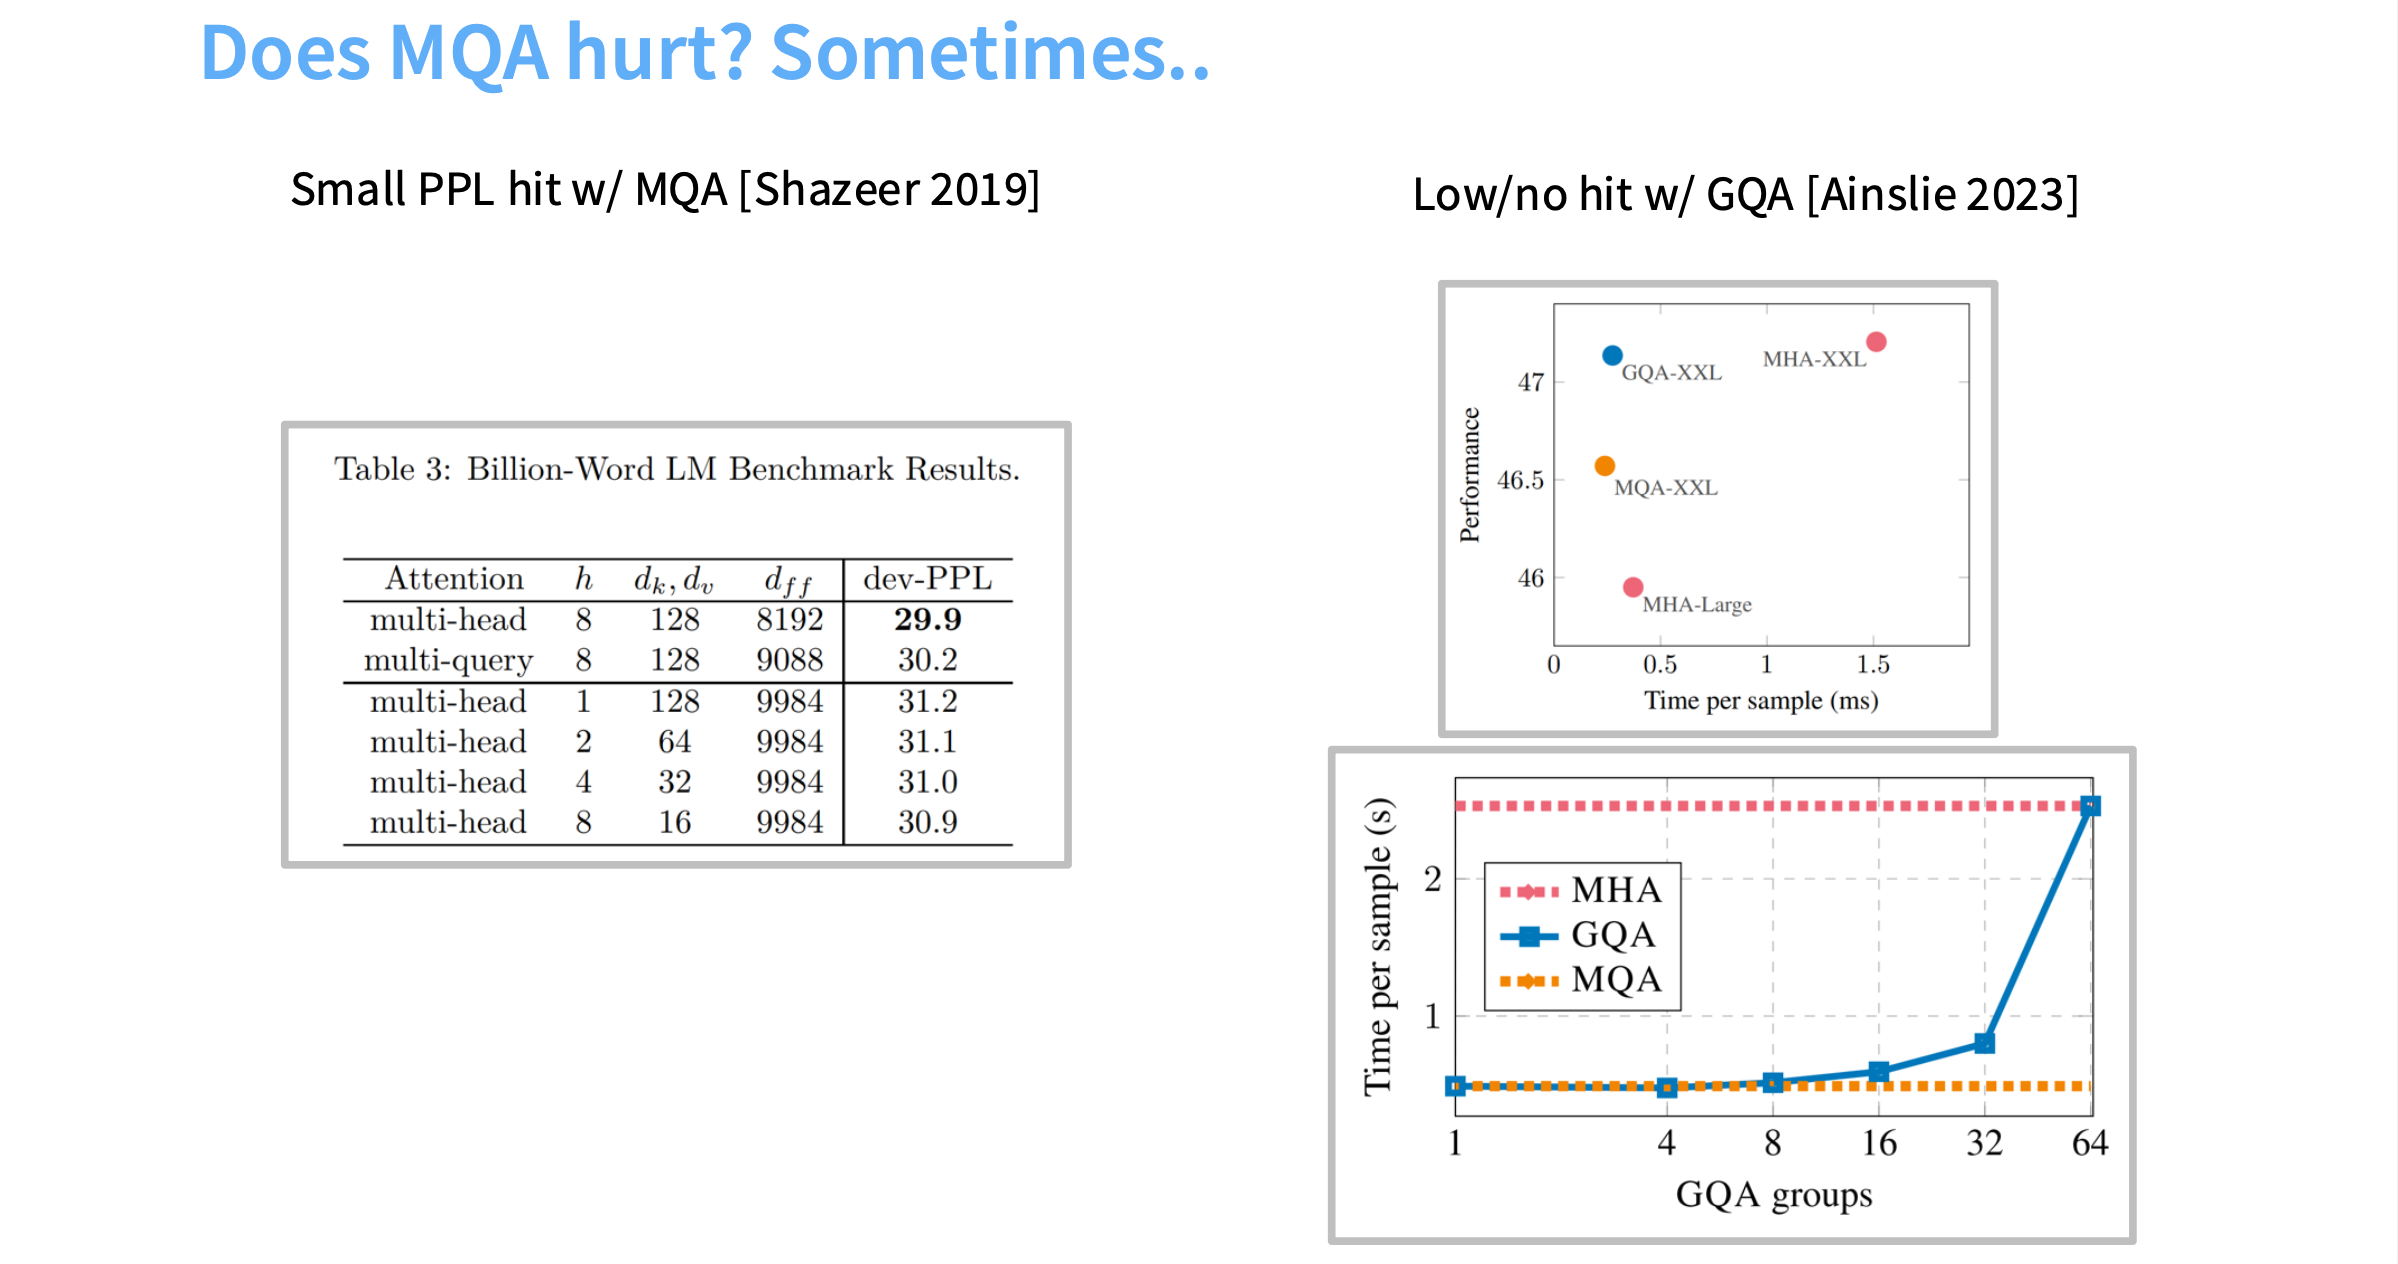 Does MQA hurt? Sometimes..
Small PPL hit w/ MQA [Shazeer 2019]
Table 3: Billion-Word LM Benchmark Results.
Attention h d_k, d_v d_ff dev-PPL
multi-head 8 128 8192 29.9
multi-query 8 128 9088 30.2
multi-head 1 128 9984 31.2
multi-head 2 64 9984 31.1
multi-head 4 32 9984 31.0
multi-head 8 16 9984 30.9
Low/no hit w/ GQA [Ainslie 2023]
Performance
47
46.5
46
GQA-XXL
MHA-XXL
MQA-XXL
MHA-Large
0 0.5 1 1.5
Time per sample (ms)
Time per sample (s)
2
1
MHA
GQA
MQA
1 4 8 16 32 64
GQA groups